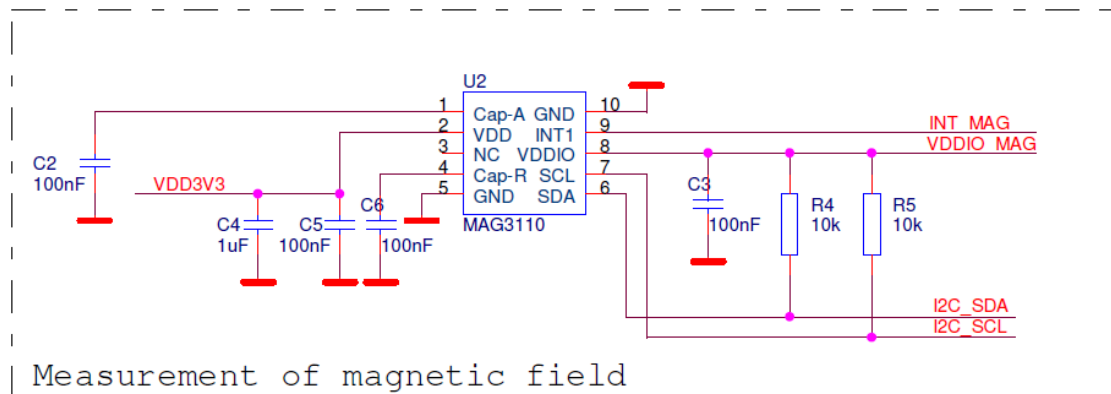 U2
1 Cap-A GND 10
2 VDD INT1 9 INT_MAG
3 NC VDDIO 8 VDDIO_MAG
4 Cap-R SCL 7
5 GND SDA 6
MAG3110
C2
100nF
VDD3V3
C4
1uF
C5
100nF
C6
100nF
C3
100nF
R4
10k
R5
10k
I2C_SDA
I2C_SCL
Measurement of magnetic field